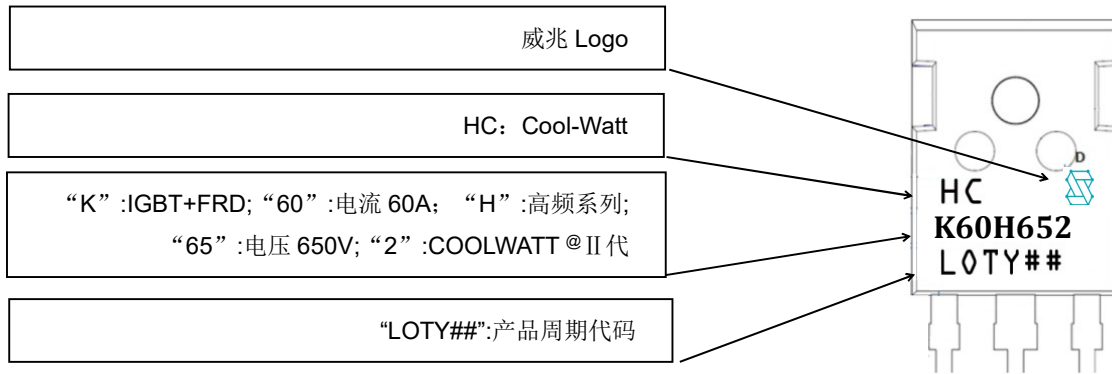 威兆 Logo
HC：Cool-Watt
“K”:IGBT+FRD; “60”:电流 60A； “H”:高频系列;
“65”:电压 650V; “2”:COOLWATT @Ⅱ代
“LOTY##”:产品周期代码
D
HC
K60H652
LOTY##